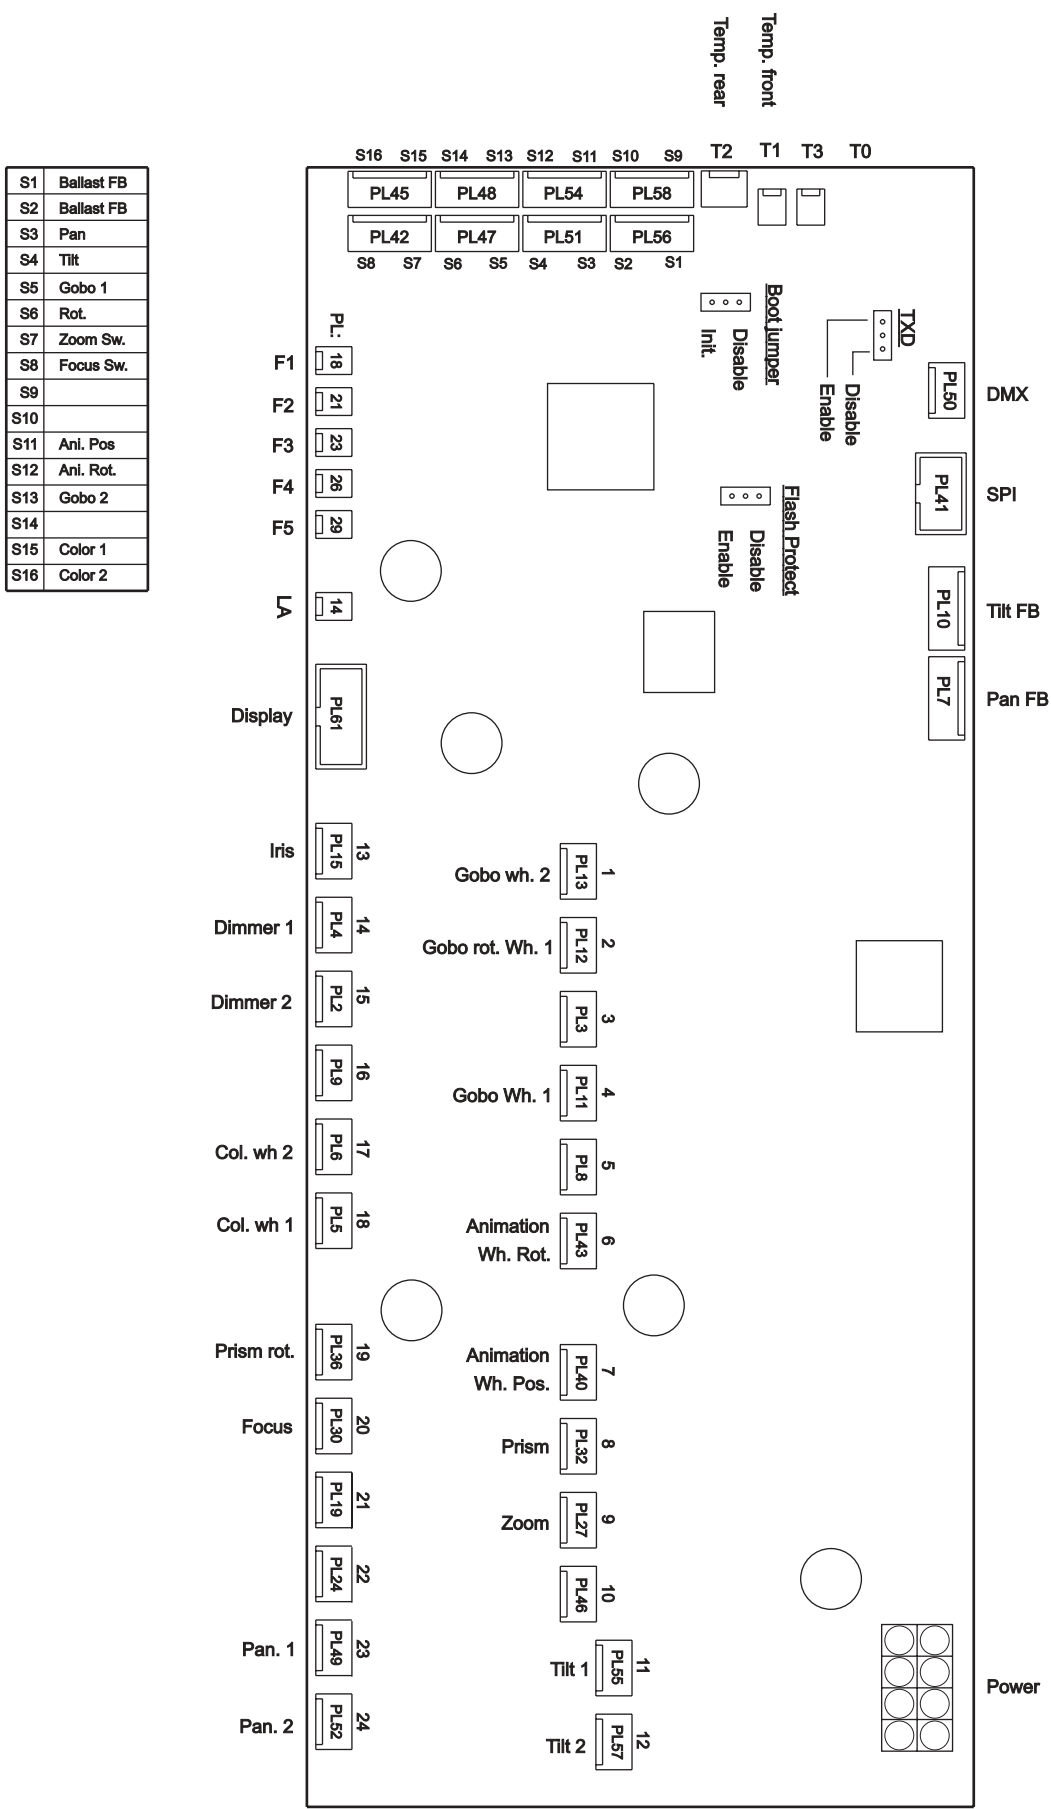 Temp. rear
Temp. front
S16 S15 S14 S13 S12 S11 S10 S9 T2 T1 T3 T0
PL45 PL48 PL54 PL58
PL42 PL47 PL51 PL56
S8 S7 S6 S5 S4 S3 S2 S1
S1 Ballast FB
S2 Ballast FB
S3 Pan
S4 Tilt
S5 Gobo 1
S6 Rot.
S7 Zoom Sw.
S8 Focus Sw.
S9
S10
S11 Ani. Pos
S12 Ani. Rot.
S13 Gobo 2
S14
S15 Color 1
S16 Color 2
Boot jumper
Disable
Init.
TXD
Disable
Enable
Flash Protect
Disable
Enable
PL50 DMX
PL41 SPI
PL10 Tilt FB
PL7 Pan FB
PL:
F1 18
F2 21
F3 23
F4 26
F5 29
LA 14
Display PL61
Iris PL15 13
Dimmer 1 PL4 14
Dimmer 2 PL2 15
PL9 16
Col. wh 2 PL6 17
Col. wh 1 PL5 18
Prism rot. PL36 19
Focus PL30 20
PL19 21
PL24 22
Pan. 1 PL49 23
Pan. 2 PL52 24
Gobo wh. 2 PL13 1
Gobo rot. Wh. 1 PL12 2
PL3 3
Gobo Wh. 1 PL11 4
PL8 5
Animation
Wh. Rot. PL43 6
Animation
Wh. Pos. PL40 7
Prism PL32 8
Zoom PL27 9
PL46 10
Tilt 1 PL55 11
Tilt 2 PL57 12
Power